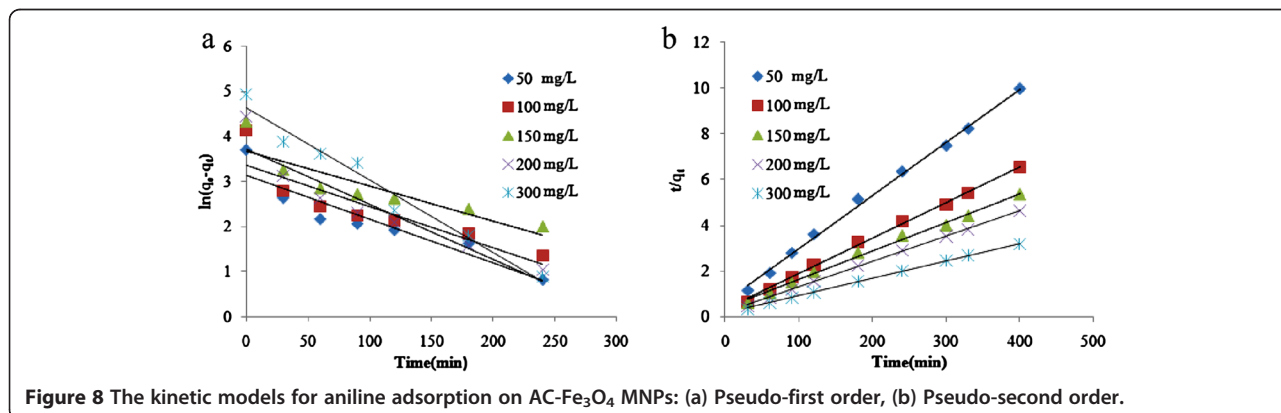 a
6
5
4
3
2
1
0
ln(qe-qt)
0 50 100 150 200 250 300
Time(min)
50 mg/L
100 mg/L
150 mg/L
200 mg/L
300 mg/L
b
12
10
8
6
4
2
0
t/qt
0 100 200 300 400 500
Time(min)
50 mg/L
100 mg/L
150 mg/L
200 mg/L
300 mg/L
Figure 8 The kinetic models for aniline adsorption on AC-Fe₃O₄ MNPs: (a) Pseudo-first order, (b) Pseudo-second order.